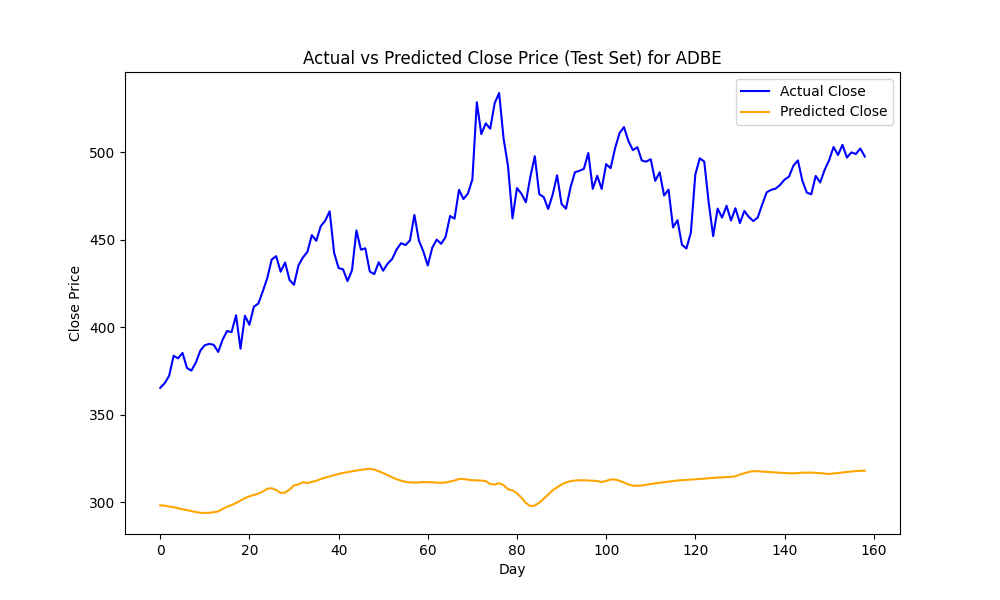 Actual vs Predicted Close Price (Test Set) for ADBE
Actual Close
Predicted Close
Close Price
500
450
400
350
300
0 20 40 60 80 100 120 140 160
Day